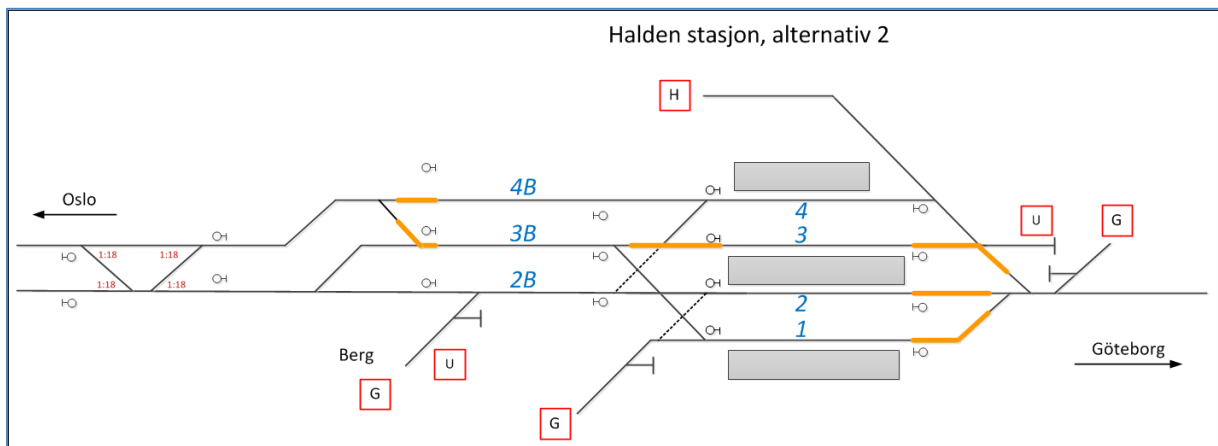 Halden stasjon, alternativ 2
H
4B
Oslo
4
U
G
3B
3
1:18
1:18
1:18
1:18
2B
2
1
Berg
U
Göteborg
G
G